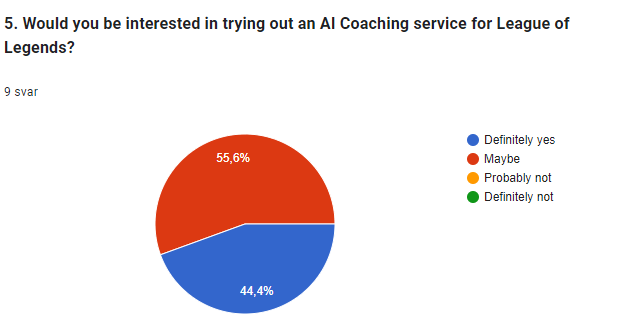 5. Would you be interested in trying out an AI Coaching service for League of
Legends?
9 svar
55,6%
44,4%
Definitely yes
Maybe
Probably not
Definitely not